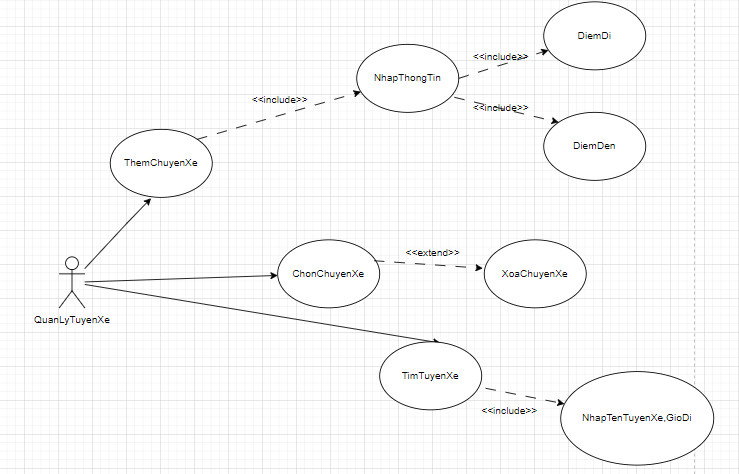 DiemDi
<<include>>
NhapThongTin
<<include>>
<<include>>
DiemDen
ThemChuyenXe
<<extend>>
ChonChuyenXe
XoaChuyenXe
QuanLyTuyenXe
TimTuyenXe
<<include>>
NhapTenTuyenXe,GioDi